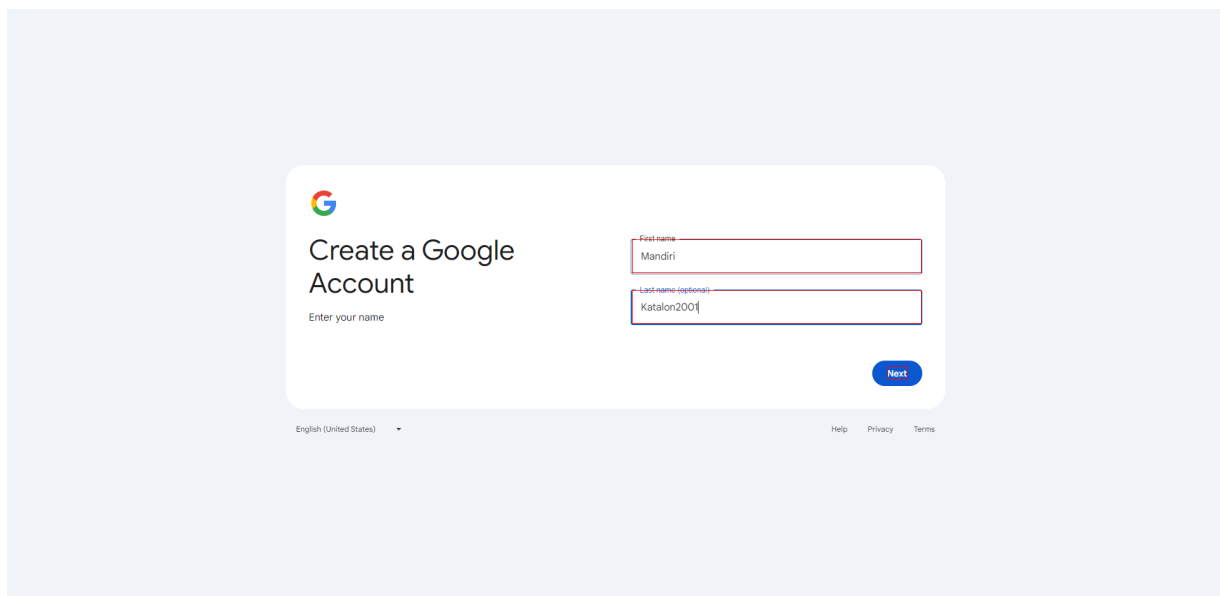 Create a Google
Account
Enter your name
First name
Mandiri
Last name (optional)
Katalon2001
Next
English (United States)
Help Privacy Terms